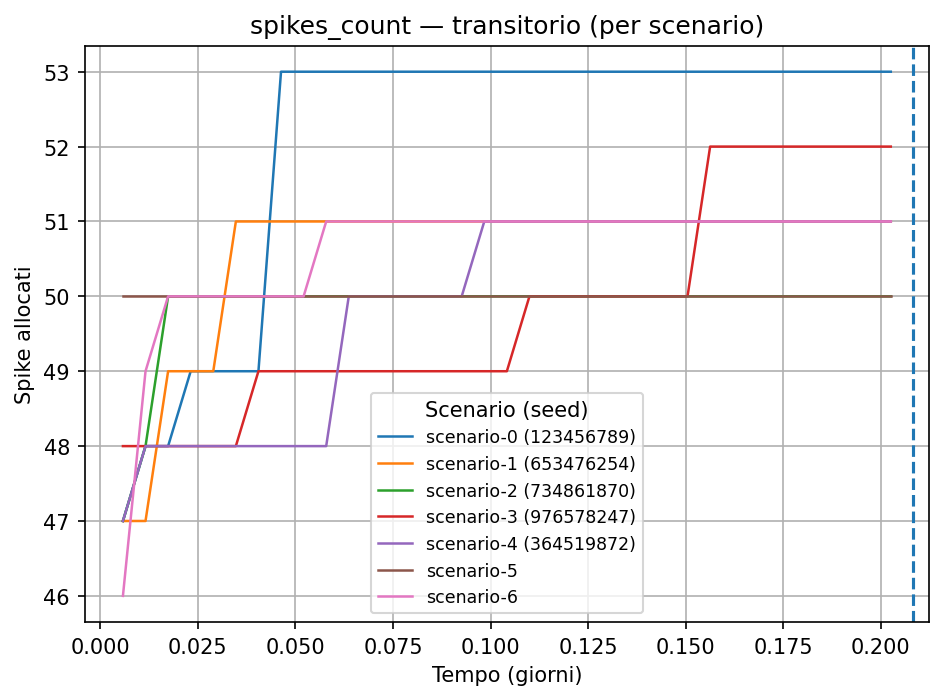 spikes_count — transitorio (per scenario)
53
52
51
50
49
48
47
46
Spike allocati
Scenario (seed)
scenario-0 (123456789)
scenario-1 (653476254)
scenario-2 (734861870)
scenario-3 (976578247)
scenario-4 (364519872)
scenario-5
scenario-6
0.000 0.025 0.050 0.075 0.100 0.125 0.150 0.175 0.200
Tempo (giorni)